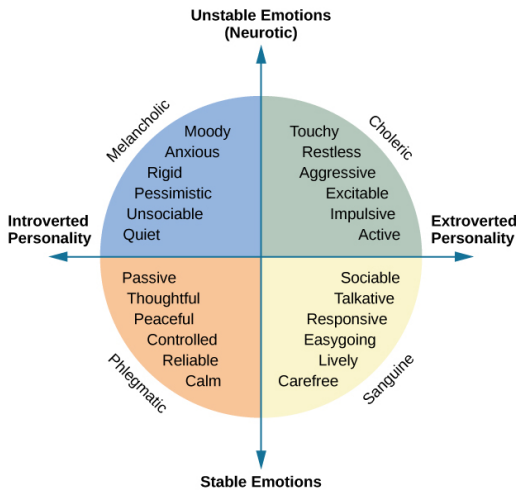 Unstable Emotions
(Neurotic)
Melancholic
Choleric
Moody
Anxious
Rigid
Pessimistic
Unsociable
Quiet
Touchy
Restless
Aggressive
Excitable
Impulsive
Active
Introverted
Personality
Extroverted
Personality
Passive
Thoughtful
Peaceful
Controlled
Reliable
Calm
Sociable
Talkative
Responsive
Easygoing
Lively
Carefree
Phlegmatic
Sanguine
Stable Emotions